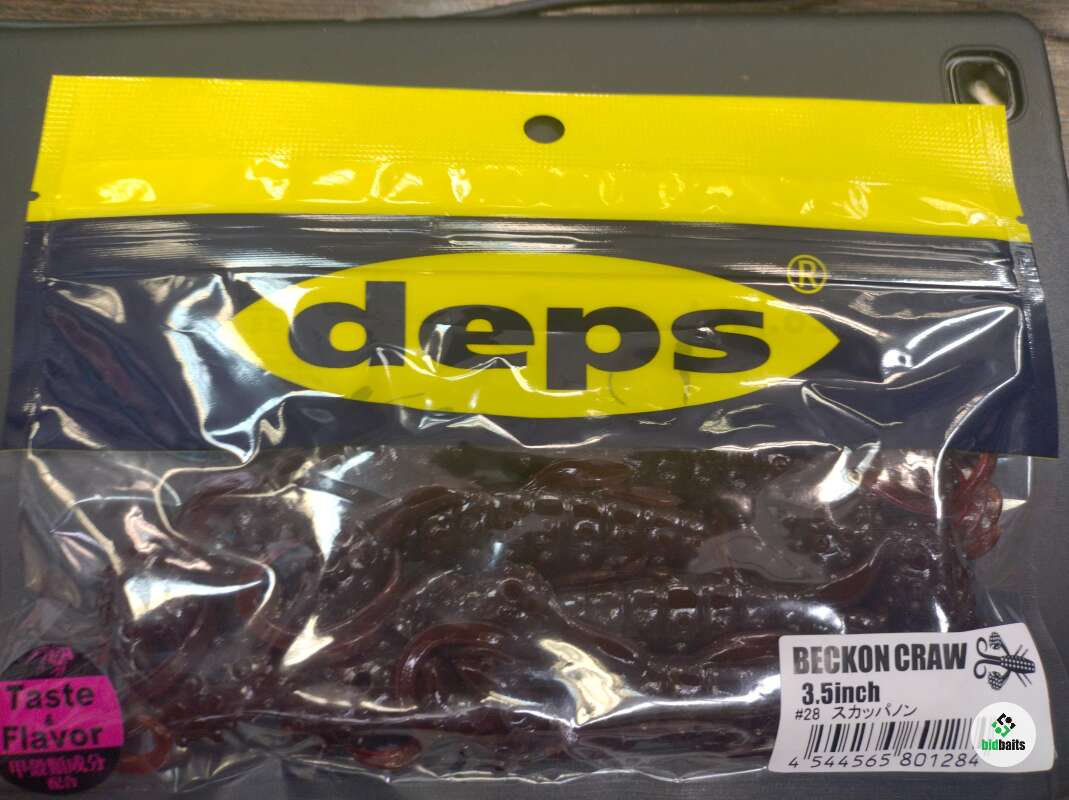 deps®
BECKON CRAW
3.5inch
#28 スカッパノン
4 544565 801284
bidbaits
Taste
&
Flavor
甲殻類成分
配合